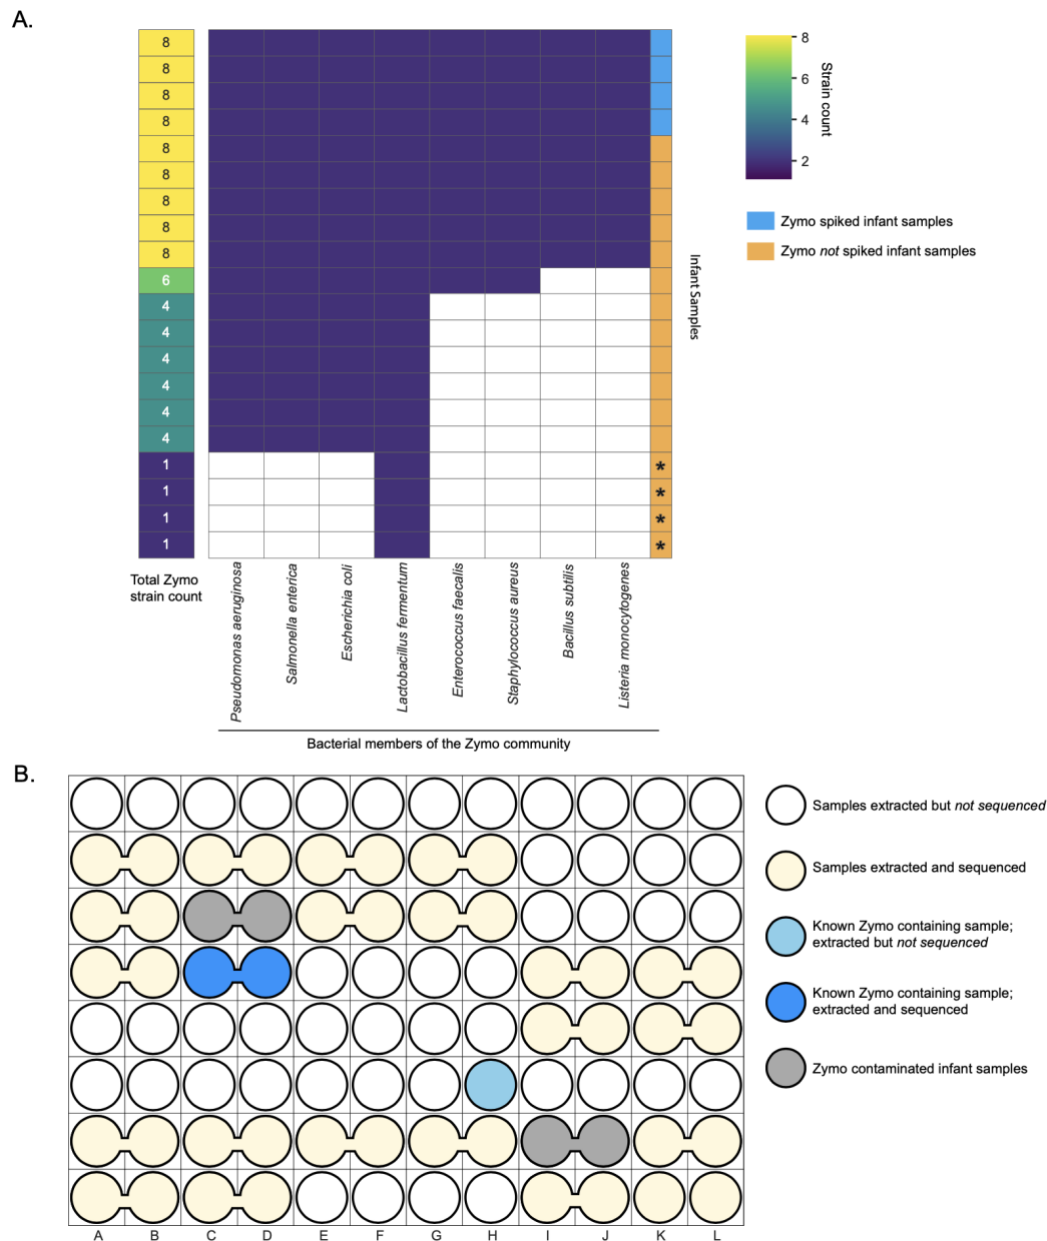 A.
8
8
8
8
8
8
8
8
8
6
4
4
4
4
4
4
1
1
1
1
*
*
*
*
Total Zymo
strain count
Pseudomonas aeruginosa
Salmonella enterica
Escherichia coli
Lactobacillus fermentum
Enterococcus faecalis
Staphylococcus aureus
Bacillus subtilis
Listeria monocytogenes
Bacterial members of the Zymo community
Infant Samples
8
6
4
2
Strain count
Zymo spiked infant samples
Zymo not spiked infant samples
B.
A B C D E F G H I J K L
Samples extracted but not sequenced
Samples extracted and sequenced
Known Zymo containing sample;
extracted but not sequenced
Known Zymo containing sample;
extracted and sequenced
Zymo contaminated infant samples